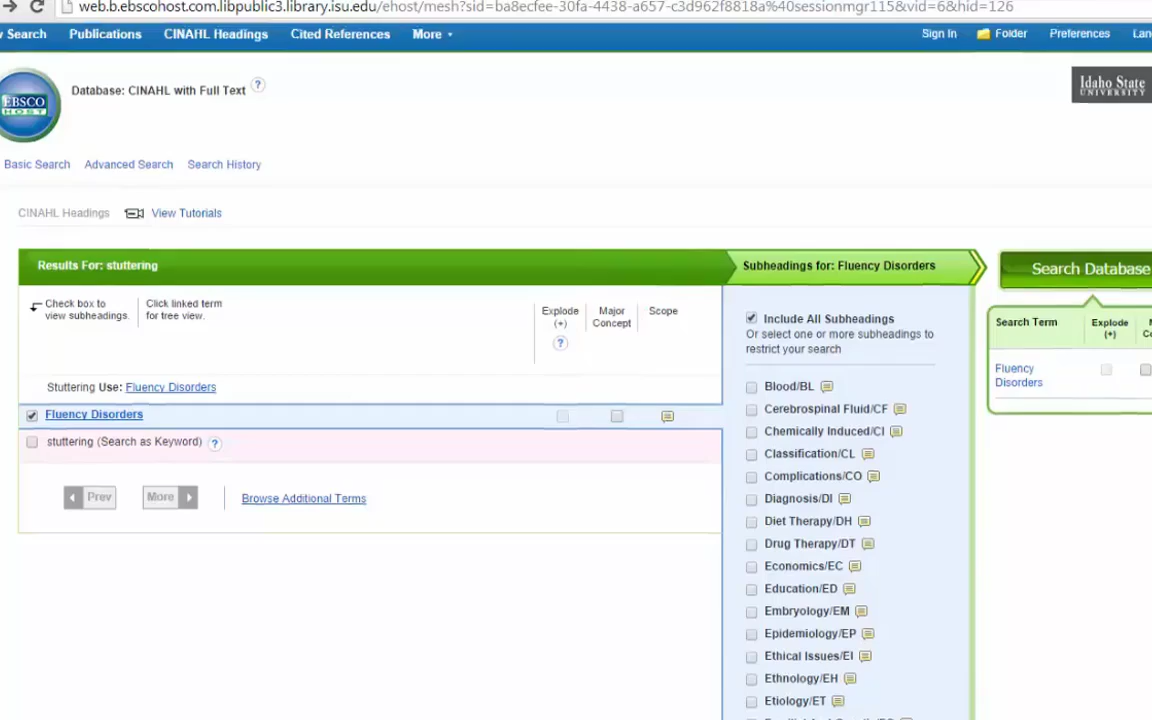 web.b.ebscohost.com.libpublic3.library.isu.edu/ehost/mesh?sid=ba8ecfee-30fa-4438-a657-c3d962f8818a%40sessionmgr115&vid=6&hid=126
Search Publications CINAHL Headings Cited References More Sign In Folder Preferences
EBSCO
HOST
Database: CINAHL with Full Text ?
Idaho State
UNIVERSITY
Basic Search Advanced Search Search History
CINAHL Headings View Tutorials
Results For: stuttering
Subheadings for: Fluency Disorders
Search Database
Check box to
view subheadings.
Click linked term
for tree view.
Explode
(+)
?
Major
Concept
Scope
Stuttering Use: Fluency Disorders
Fluency Disorders
stuttering (Search as Keyword) ?
Prev More Browse Additional Terms
Include All Subheadings
Or select one or more subheadings to
restrict your search
Blood/BL
Cerebrospinal Fluid/CF
Chemically Induced/CI
Classification/CL
Complications/CO
Diagnosis/DI
Diet Therapy/DH
Drug Therapy/DT
Economics/EC
Education/ED
Embryology/EM
Epidemiology/EP
Ethical Issues/EI
Ethnology/EH
Etiology/ET
Search Term
Explode
(+)
Fluency
Disorders